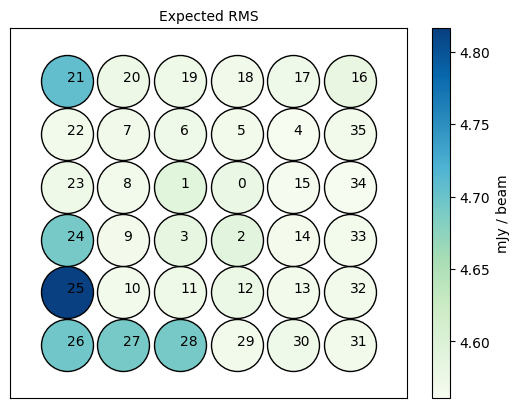 Expected RMS
21 20 19 18 17 16
22 7 6 5 4 35
23 8 1 0 15 34
24 9 3 2 14 33
25 10 11 12 13 32
26 27 28 29 30 31
4.80
4.75
4.70
4.65
4.60
mJy / beam